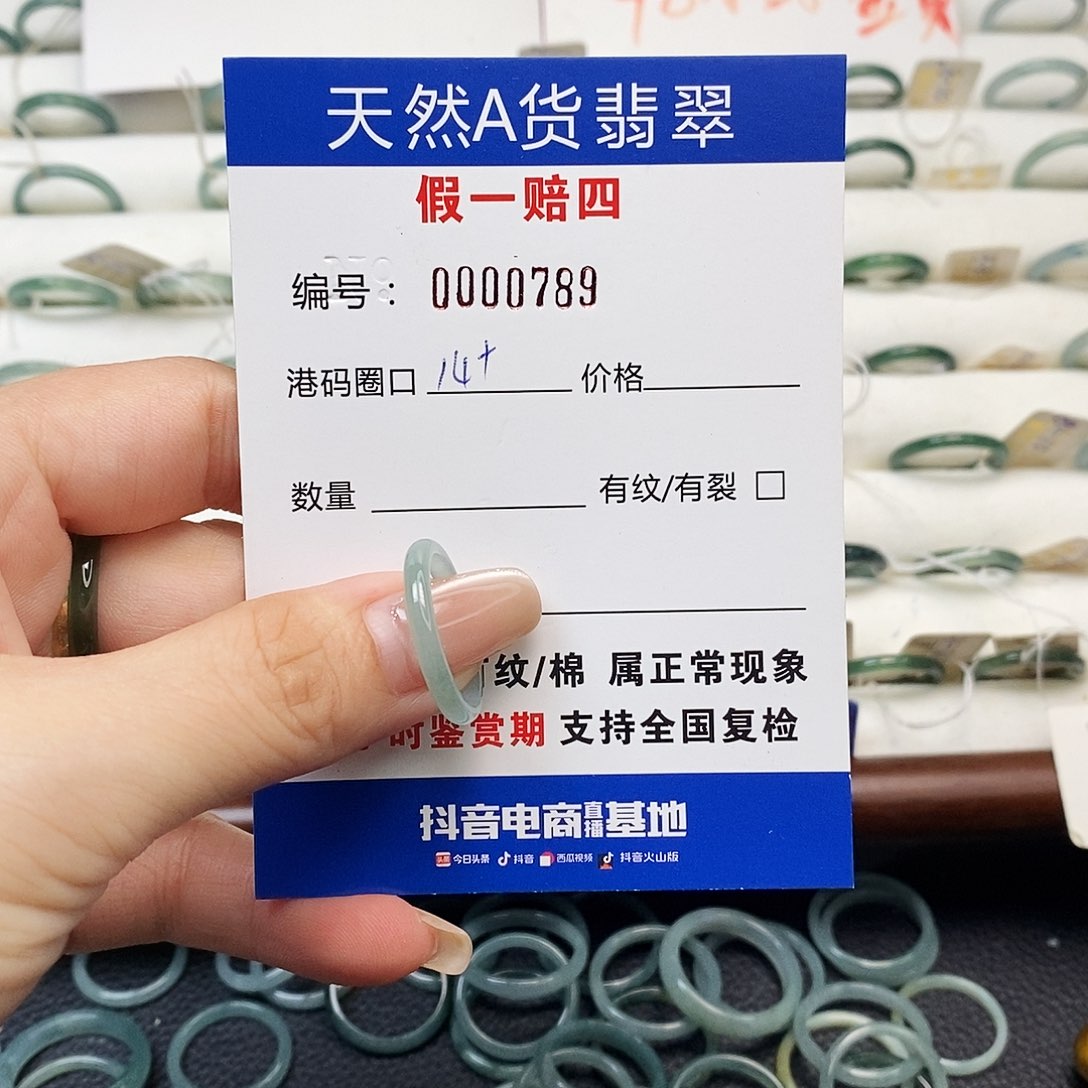 天然A货翡翠
假一赔四
编号： 0000789
港码圈口 14+ 价格
数量 有纹/有裂 □
纹/棉 属正常现象
时鉴赏期 支持全国复检
抖音电商直播基地
今日头条 抖音 西瓜视频 抖音火山版